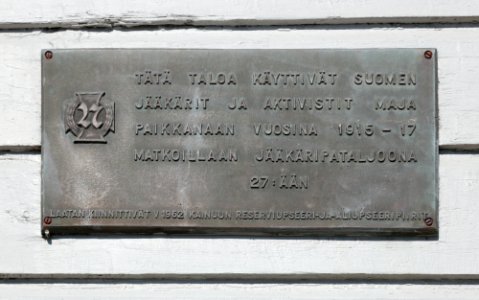 27
TÄTÄ TALOA KÄYTTIVÄT SUOMEN
JÄÄKÄRIT JA AKTIVISTIT MAJA
PAIKKANAAN VUOSINA 1915 – 17
MATKOILLAAN JÄÄKÄRIPATALJOONA
27:ÄÄN
LAATAN KIINNITTIVÄT V 1962 KAINUUN RESERVIUPSEERI-JA-ALIUPSEERIPIIRIT